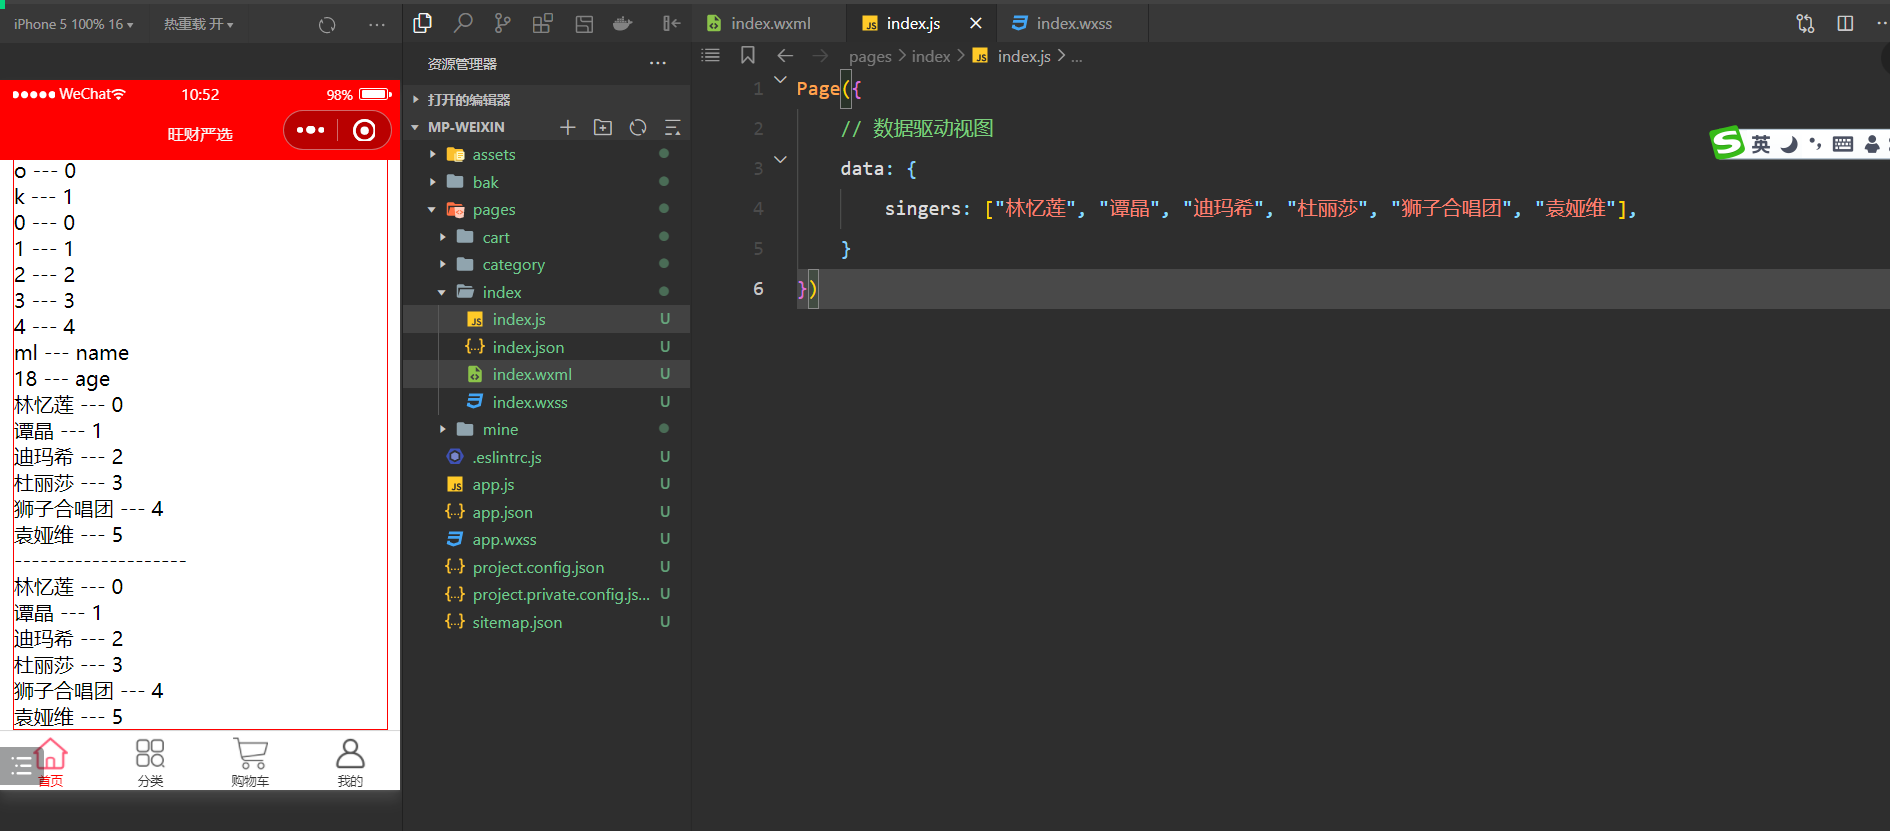 iPhone 5 100% 16
热重载 开
WeChat
10:52
98%
旺财严选
o --- 0
k --- 1
0 --- 0
1 --- 1
2 --- 2
3 --- 3
4 --- 4
ml --- name
18 --- age
林忆莲 --- 0
谭晶 --- 1
迪玛希 --- 2
杜丽莎 --- 3
狮子合唱团 --- 4
袁娅维 --- 5
--------------------
林忆莲 --- 0
谭晶 --- 1
迪玛希 --- 2
杜丽莎 --- 3
狮子合唱团 --- 4
袁娅维 --- 5
首页
分类
购物车
我的
资源管理器
打开的编辑器
MP-WEIXIN
assets
bak
pages
cart
category
index
index.js U
index.json U
index.wxml U
index.wxss U
mine
.eslintrc.js U
app.js U
app.json U
app.wxss U
project.config.json U
project.private.config.js... U
sitemap.json U
index.wxml
index.js
index.wxss
pages > index > index.js > ...
1 Page({
2 // 数据驱动视图
3 data: {
4 singers: ["林忆莲", "谭晶", "迪玛希", "杜丽莎", "狮子合唱团", "袁娅维"],
5 }
6 })
英